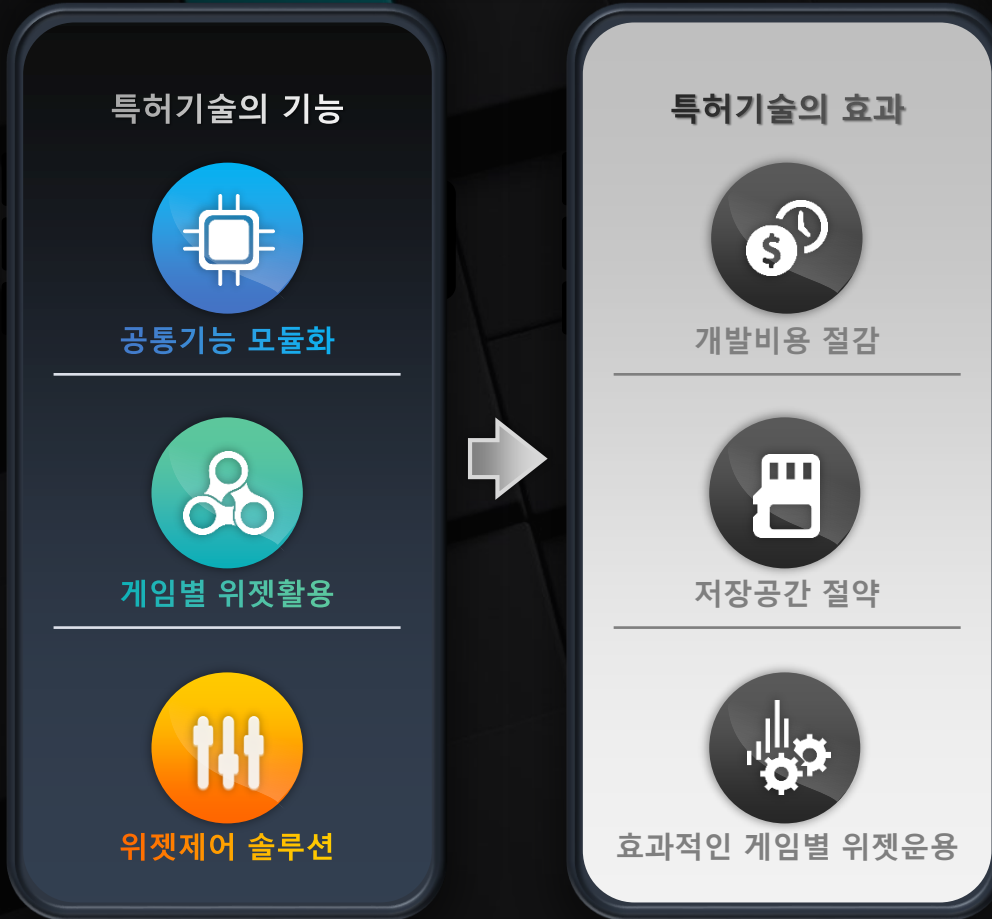 특허기술의 기능
공통기능 모듈화
게임별 위젯활용
위젯제어 솔루션
특허기술의 효과
$
개발비용 절감
저장공간 절약
효과적인 게임별 위젯운용